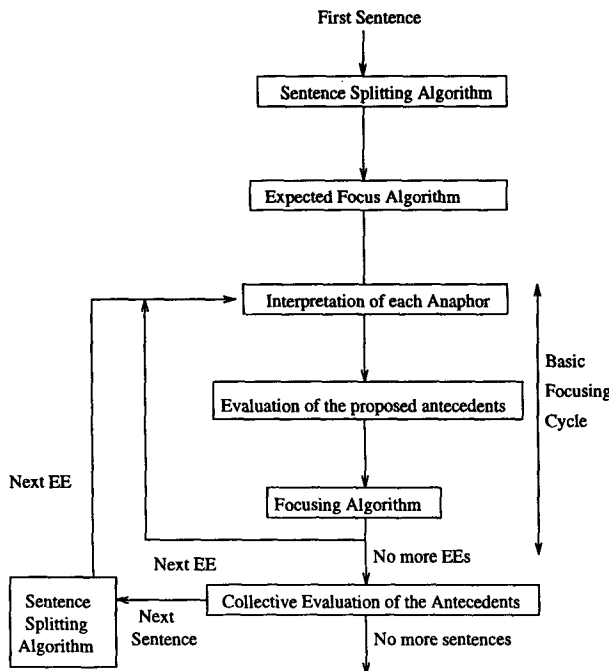 First Sentence
Sentence Splitting Algorithm
Expected Focus Algorithm
Interpretation of each Anaphor
Basic
Focusing
Cycle
Evaluation of the proposed antecedents
Next EE
Focusing Algorithm
Next EE
No more EEs
Sentence
Splitting
Algorithm
Next
Sentence
Collective Evaluation of the Antecedents
No more sentences